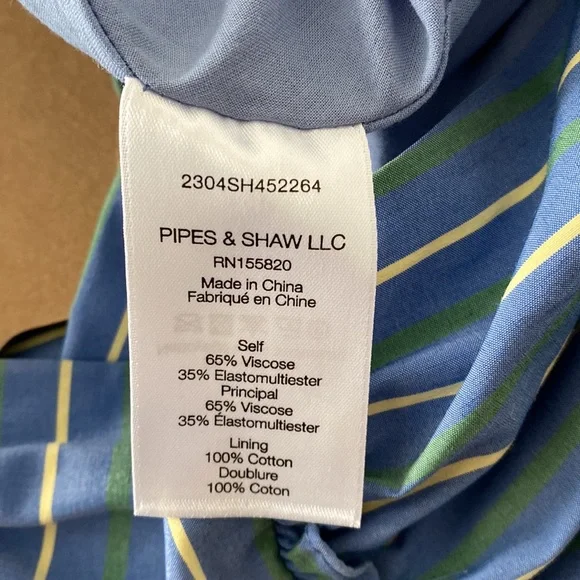 2304SH452264
PIPES & SHAW LLC
RN155820
Made in China
Fabriqué en Chine
Self
65% Viscose
35% Elastomultiester
Principal
65% Viscose
35% Élastomultiester
Lining
100% Cotton
Doublure
100% Coton